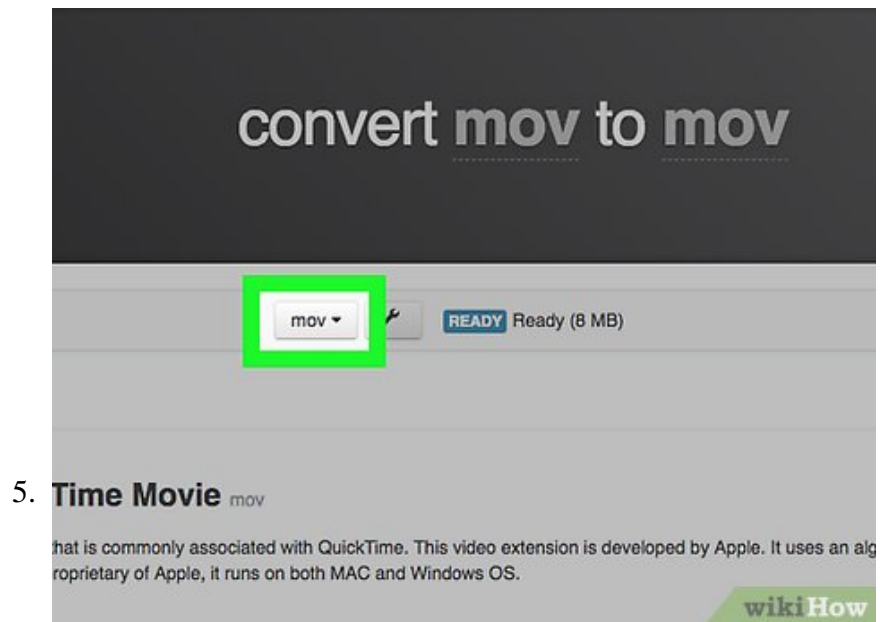 convert mov to mov
mov
READY Ready (8 MB)
5.
Time Movie mov
that is commonly associated with QuickTime. This video extension is developed by Apple. It uses an alg
roprietary of Apple, it runs on both MAC and Windows OS.
wikiHow